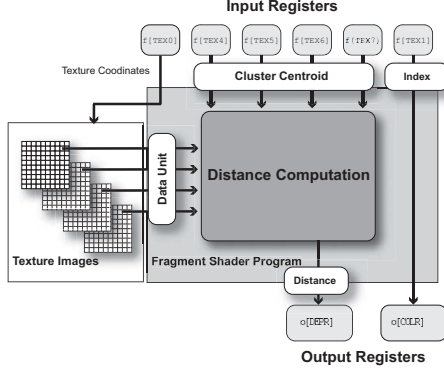 Input Registers
f[TEX0] f[TEX4] f[TEX5] f[TEX6] f[TEX7] f[TEX1]
Texture Cooidnates
Cluster Centroid
Index
Data Unit
Distance Computation
Texture Images
Fragment Shader Program
Distance
o[DEPR]
o[COLR]
Output Registers